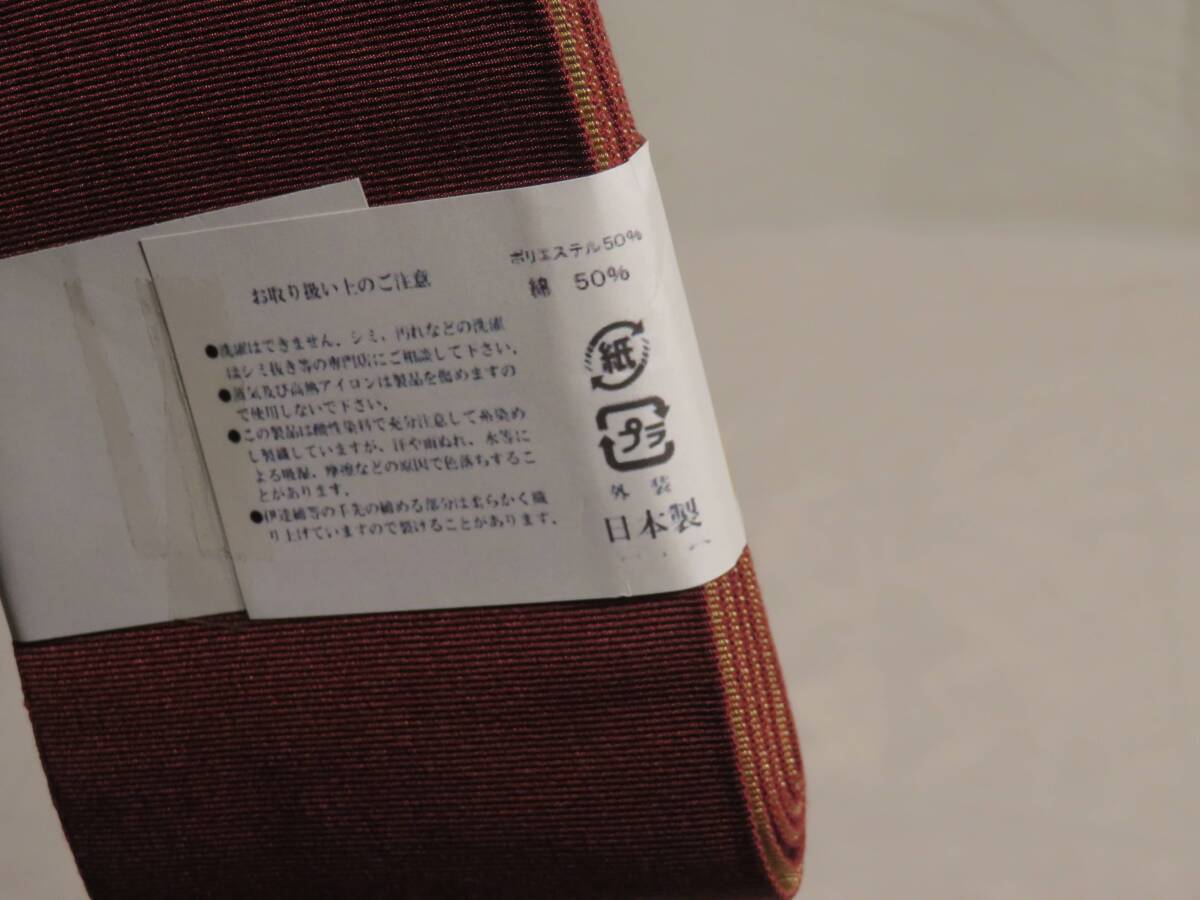 お取り扱い上のご注意
●洗濯はできません。シミ、汚れなどの洗濯
はシミ抜き等の専門店にご相談して下さい。
●蒸気及び高熱アイロンは製品を傷めますの
で使用しないで下さい。
●この製品は酸性染料で充分注意して糸染め
し製織していますが、汗や雨ぬれ、水等に
よる吸湿、摩擦などの原因で色落ちするこ
とがあります。
●伊達締等の手先の締める部分は柔らかく織
り上げていますので裂けることがあります。
ポリエステル50%
綿 50%
紙
プラ
外装
日本製